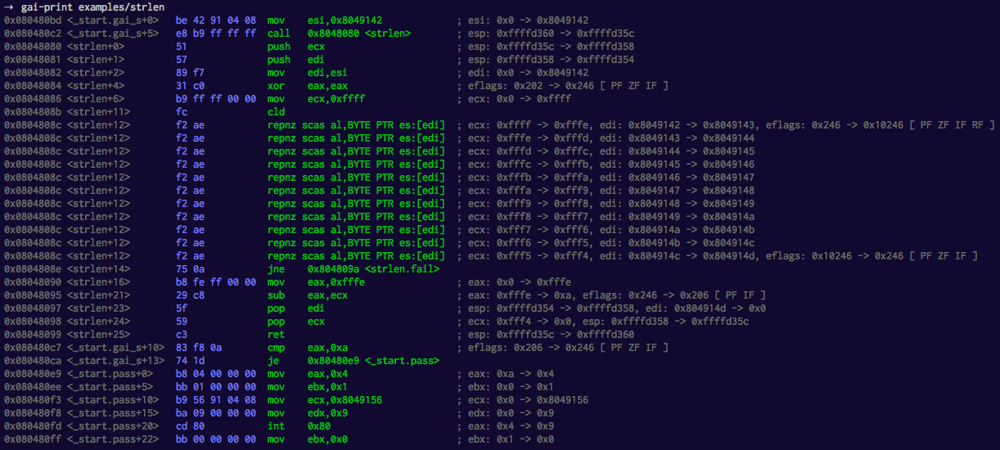 → gai-print examples/strlen
0x080480bd <_start.gai_s+0> be 42 91 04 08 mov esi,0x8049142 ; esi: 0x0 -> 0x8049142
0x080480c2 <_start.gai_s+5> e8 b9 ff ff ff call 0x8048080 <strlen> ; esp: 0xffffd360 -> 0xffffd35c
0x08048080 <strlen+0> 51 push ecx ; esp: 0xffffd35c -> 0xffffd358
0x08048081 <strlen+1> 57 push edi ; esp: 0xffffd358 -> 0xffffd354
0x08048082 <strlen+2> 89 f7 mov edi,esi ; edi: 0x0 -> 0x8049142
0x08048084 <strlen+4> 31 c0 xor eax,eax ; eflags: 0x202 -> 0x246 [ PF ZF IF ]
0x08048086 <strlen+6> b9 ff ff 00 00 mov ecx,0xffff ; ecx: 0x0 -> 0xffff
0x0804808b <strlen+11> fc cld
0x0804808c <strlen+12> f2 ae repnz scas al,BYTE PTR es:[edi] ; ecx: 0xffff -> 0xfffe, edi: 0x8049142 -> 0x8049143, eflags: 0x246 -> 0x10246 [ PF ZF IF RF ]
0x0804808c <strlen+12> f2 ae repnz scas al,BYTE PTR es:[edi] ; ecx: 0xfffe -> 0xfffd, edi: 0x8049143 -> 0x8049144
0x0804808c <strlen+12> f2 ae repnz scas al,BYTE PTR es:[edi] ; ecx: 0xfffd -> 0xfffc, edi: 0x8049144 -> 0x8049145
0x0804808c <strlen+12> f2 ae repnz scas al,BYTE PTR es:[edi] ; ecx: 0xfffc -> 0xfffb, edi: 0x8049145 -> 0x8049146
0x0804808c <strlen+12> f2 ae repnz scas al,BYTE PTR es:[edi] ; ecx: 0xfffb -> 0xfffa, edi: 0x8049146 -> 0x8049147
0x0804808c <strlen+12> f2 ae repnz scas al,BYTE PTR es:[edi] ; ecx: 0xfffa -> 0xfff9, edi: 0x8049147 -> 0x8049148
0x0804808c <strlen+12> f2 ae repnz scas al,BYTE PTR es:[edi] ; ecx: 0xfff9 -> 0xfff8, edi: 0x8049148 -> 0x8049149
0x0804808c <strlen+12> f2 ae repnz scas al,BYTE PTR es:[edi] ; ecx: 0xfff8 -> 0xfff7, edi: 0x8049149 -> 0x804914a
0x0804808c <strlen+12> f2 ae repnz scas al,BYTE PTR es:[edi] ; ecx: 0xfff7 -> 0xfff6, edi: 0x804914a -> 0x804914b
0x0804808c <strlen+12> f2 ae repnz scas al,BYTE PTR es:[edi] ; ecx: 0xfff6 -> 0xfff5, edi: 0x804914b -> 0x804914c
0x0804808c <strlen+12> f2 ae repnz scas al,BYTE PTR es:[edi] ; ecx: 0xfff5 -> 0xfff4, edi: 0x804914c -> 0x804914d, eflags: 0x10246 -> 0x246 [ PF ZF IF ]
0x0804808e <strlen+14> 75 0a jne 0x804809a <strlen.fail>
0x08048090 <strlen+16> b8 fe ff 00 00 mov eax,0xfffe ; eax: 0x0 -> 0xfffe
0x08048095 <strlen+21> 29 c8 sub eax,ecx ; eax: 0xfffe -> 0xa, eflags: 0x246 -> 0x206 [ PF IF ]
0x08048097 <strlen+23> 5f pop edi ; esp: 0xffffd354 -> 0xffffd358, edi: 0x804914d -> 0x0
0x08048098 <strlen+24> 59 pop ecx ; ecx: 0xfff4 -> 0x0, esp: 0xffffd358 -> 0xffffd35c
0x08048099 <strlen+25> c3 ret ; esp: 0xffffd35c -> 0xffffd360
0x080480c7 <_start.gai_s+10> 83 f8 0a cmp eax,0xa ; eflags: 0x206 -> 0x246 [ PF ZF IF ]
0x080480ca <_start.gai_s+13> 74 1d je 0x80480e9 <_start.pass>
0x080480e9 <_start.pass+0> b8 04 00 00 00 mov eax,0x4 ; eax: 0xa -> 0x4
0x080480ee <_start.pass+5> bb 01 00 00 00 mov ebx,0x1 ; ebx: 0x0 -> 0x1
0x080480f3 <_start.pass+10> b9 56 91 04 08 mov ecx,0x8049156 ; ecx: 0x0 -> 0x8049156
0x080480f8 <_start.pass+15> ba 09 00 00 00 mov edx,0x9 ; edx: 0x0 -> 0x9
0x080480fd <_start.pass+20> cd 80 int 0x80 ; eax: 0x4 -> 0x9
0x080480ff <_start.pass+22> bb 00 00 00 00 mov ebx,0x0 ; ebx: 0x1 -> 0x0